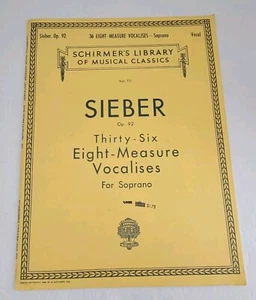 Sieber, Op. 92. 36 EIGHT-MEASURE VOCALISES - Soprano Vocal
SCHIRMER'S LIBRARY
OF MUSICAL CLASSICS
SIEBER
Op. 92
Thirty-Six
Eight-Measure
Vocalises
For Soprano